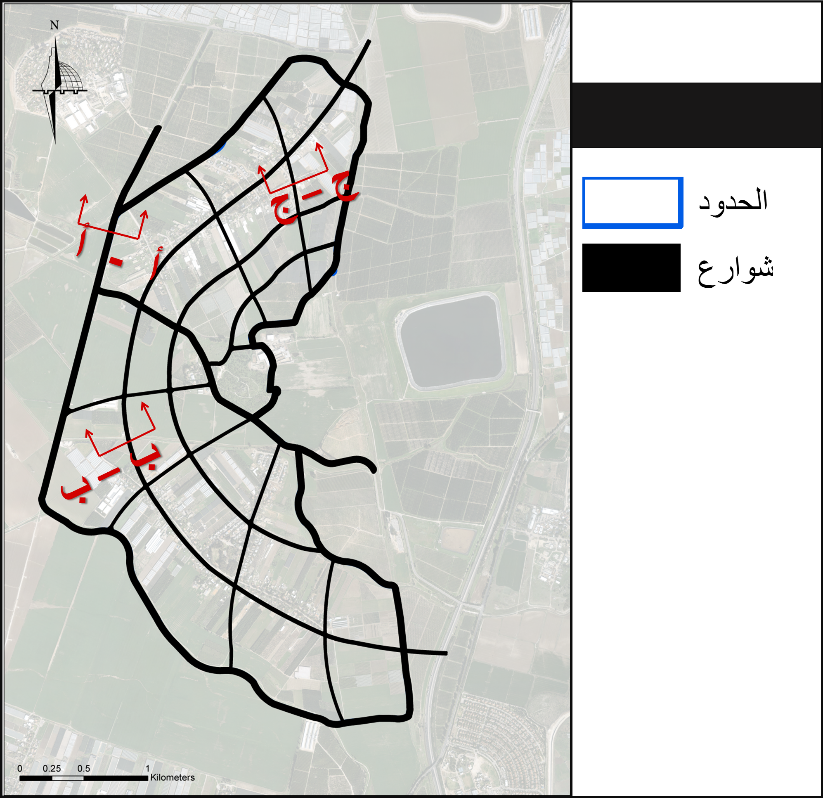 N
ج – ج
أ - أ
ب – ب
الحدود
شوارع
0 0.25 0.5 1
Kilometers